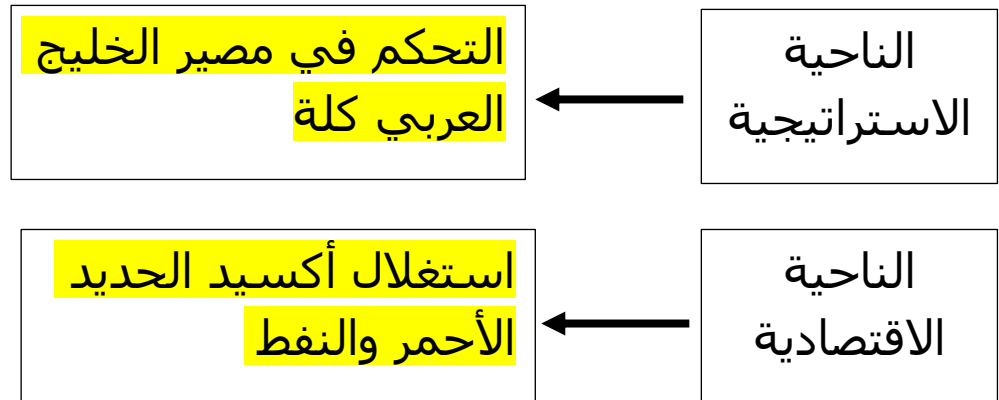 الناحية
الاستراتيجية
التحكم في مصير الخليج
العربي كلة
الناحية
الاقتصادية
استغلال أكسيد الحديد
الأحمر والنفط